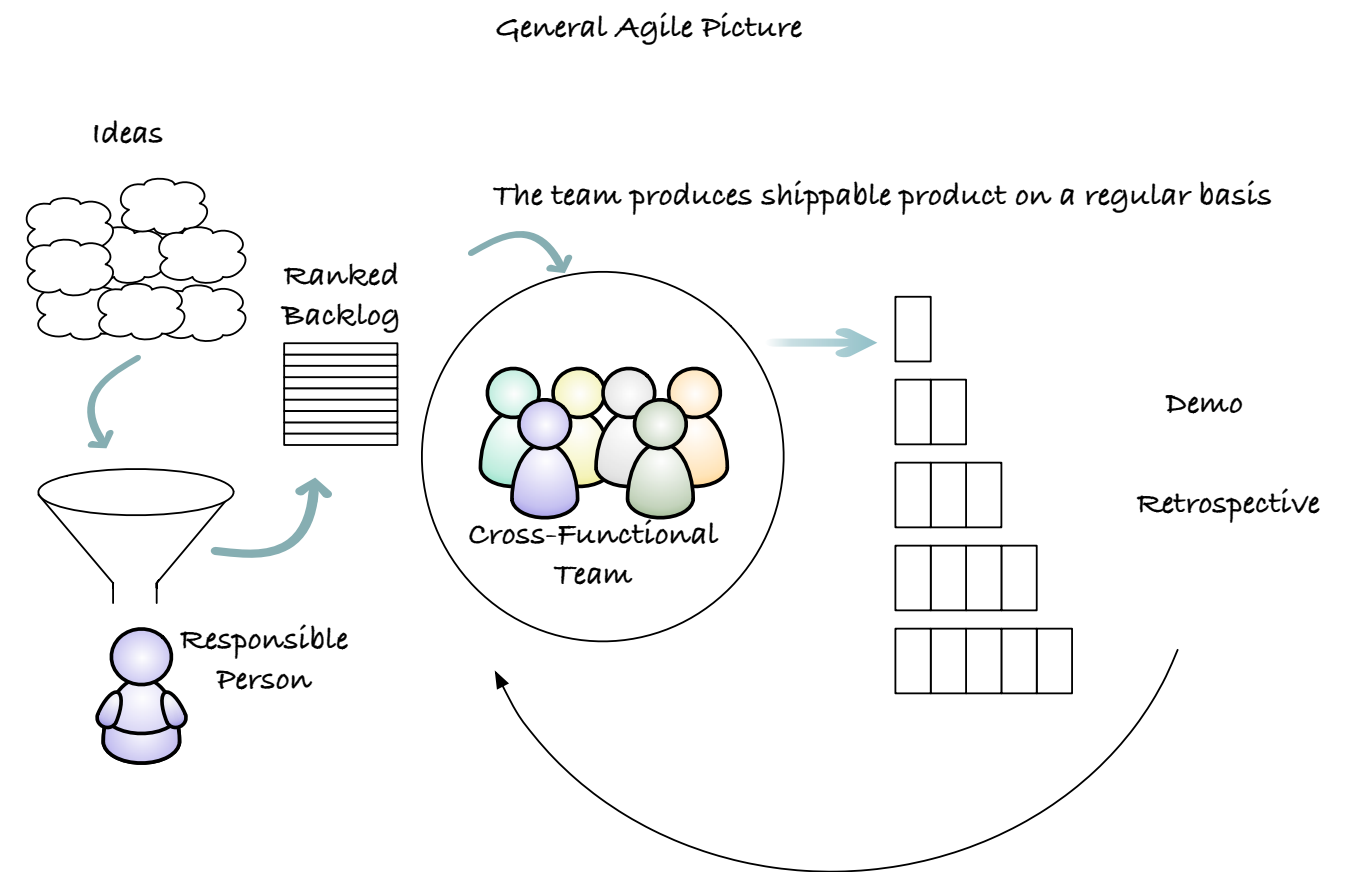 General Agile Picture
Ideas
The team produces shippable product on a regular basis
Ranked
Backlog
Demo
Retrospective
Cross-Functional
Team
Responsible
Person